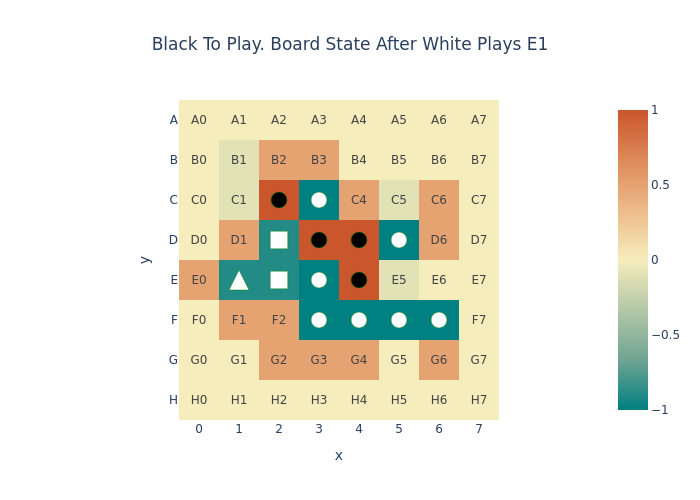 Black To Play. Board State After White Plays E1
A A0 A1 A2 A3 A4 A5 A6 A7
B B0 B1 B2 B3 B4 B5 B6 B7
C C0 C1 C4 C5 C6 C7
D D0 D1 D6 D7
E E0 E5 E6 E7
F F0 F1 F2 F7
G G0 G1 G2 G3 G4 G5 G6 G7
H H0 H1 H2 H3 H4 H5 H6 H7
0 1 2 3 4 5 6 7
x
y
1
0.5
0
−0.5
−1